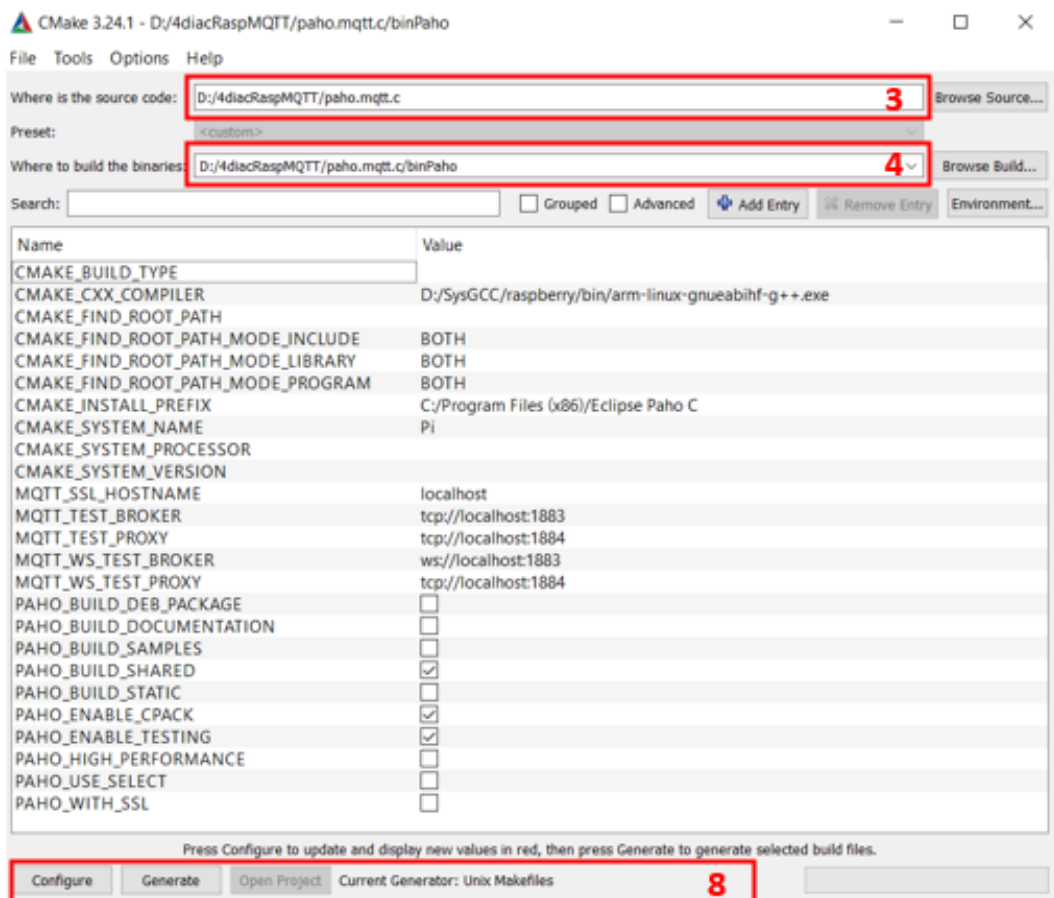 CMake 3.24.1 - D:/4diacRaspMQTT/paho.mqtt.c/binPaho
File Tools Options Help
Where is the source code: D:/4diacRaspMQTT/paho.mqtt.c 3 Browse Source...
Preset: <custom>
Where to build the binaries: D:/4diacRaspMQTT/paho.mqtt.c/binPaho 4 Browse Build...
Search: Grouped Advanced Add Entry Remove Entry Environment...
Name Value
CMAKE_BUILD_TYPE
CMAKE_CXX_COMPILER D:/SysGCC/raspberry/bin/arm-linux-gnueabihf-g++.exe
CMAKE_FIND_ROOT_PATH
CMAKE_FIND_ROOT_PATH_MODE_INCLUDE BOTH
CMAKE_FIND_ROOT_PATH_MODE_LIBRARY BOTH
CMAKE_FIND_ROOT_PATH_MODE_PROGRAM BOTH
CMAKE_INSTALL_PREFIX C:/Program Files (x86)/Eclipse Paho C
CMAKE_SYSTEM_NAME Pi
CMAKE_SYSTEM_PROCESSOR
CMAKE_SYSTEM_VERSION
MQTT_SSL_HOSTNAME localhost
MQTT_TEST_BROKER tcp://localhost:1883
MQTT_TEST_PROXY tcp://localhost:1884
MQTT_WS_TEST_BROKER ws://localhost:1883
MQTT_WS_TEST_PROXY tcp://localhost:1884
PAHO_BUILD_DEB_PACKAGE
PAHO_BUILD_DOCUMENTATION
PAHO_BUILD_SAMPLES
PAHO_BUILD_SHARED
PAHO_BUILD_STATIC
PAHO_ENABLE_CPACK
PAHO_ENABLE_TESTING
PAHO_HIGH_PERFORMANCE
PAHO_USE_SELECT
PAHO_WITH_SSL
Press Configure to update and display new values in red, then press Generate to generate selected build files.
Configure Generate Open Project Current Generator: Unix Makefiles 8